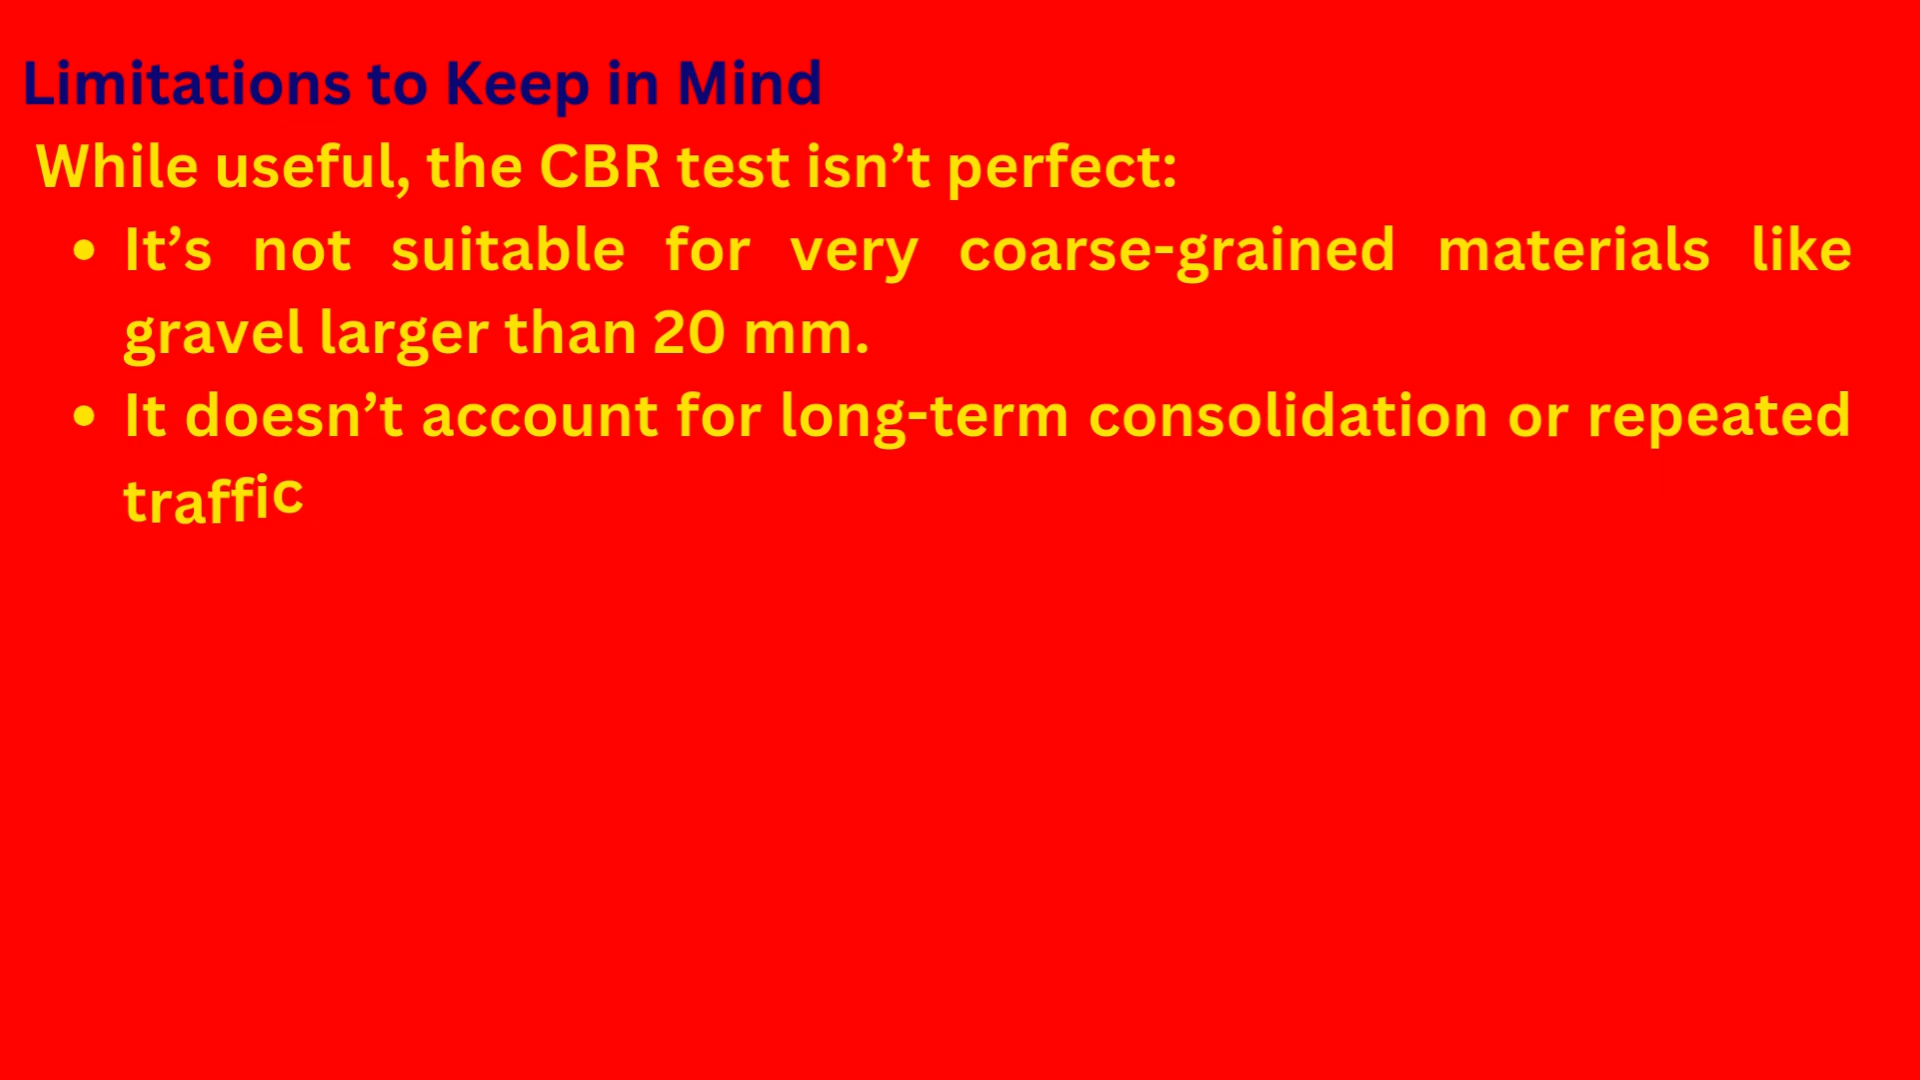 Limitations to Keep in Mind
While useful, the CBR test isn’t perfect:
• It’s not suitable for very coarse-grained materials like
gravel larger than 20 mm.
• It doesn’t account for long-term consolidation or repeated
traffic